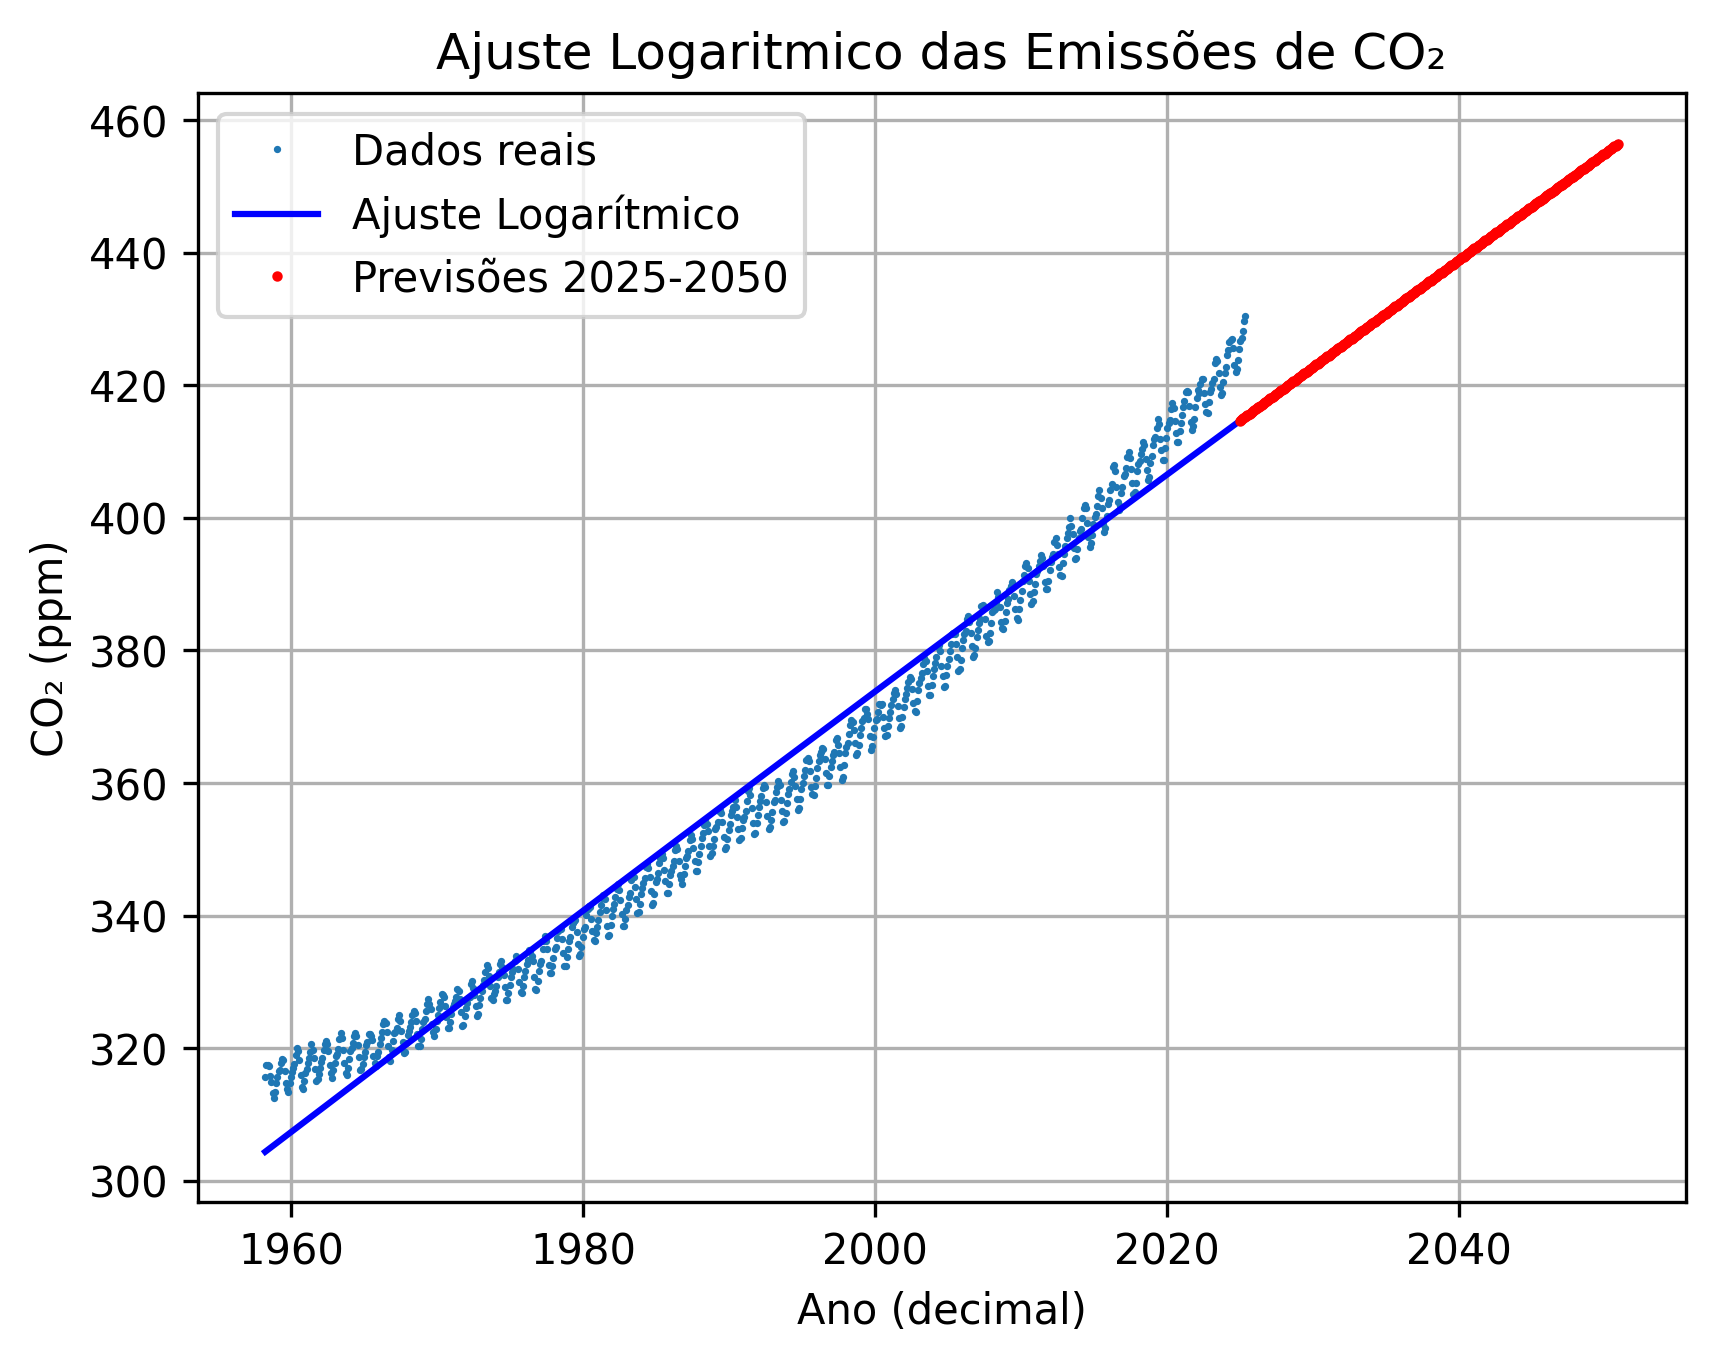 Ajuste Logaritmico das Emissões de CO₂
460
440
420
400
380
360
340
320
300
CO₂ (ppm)
Dados reais
Ajuste Logarítmico
Previsões 2025-2050
1960 1980 2000 2020 2040
Ano (decimal)